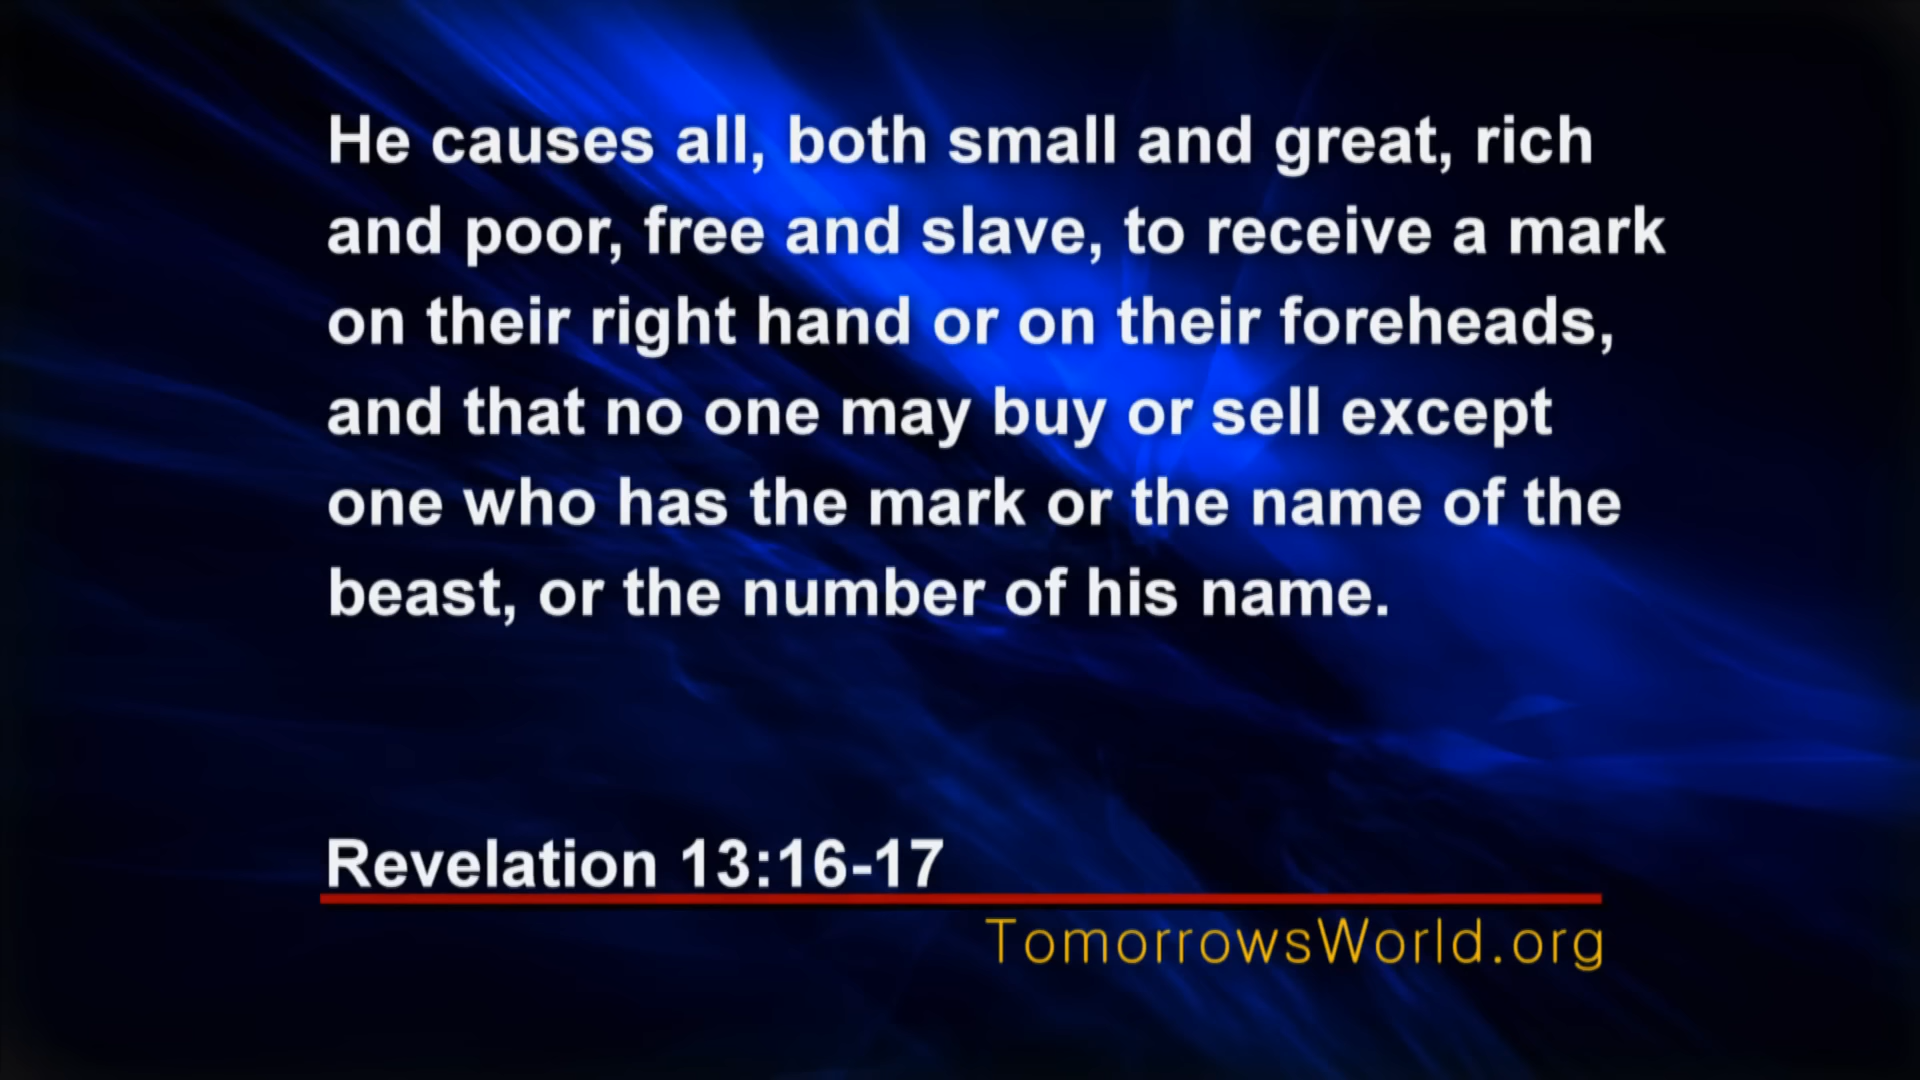 He causes all, both small and great, rich
and poor, free and slave, to receive a mark
on their right hand or on their foreheads,
and that no one may buy or sell except
one who has the mark or the name of the
beast, or the number of his name.
Revelation 13:16-17
TomorrowsWorld.org